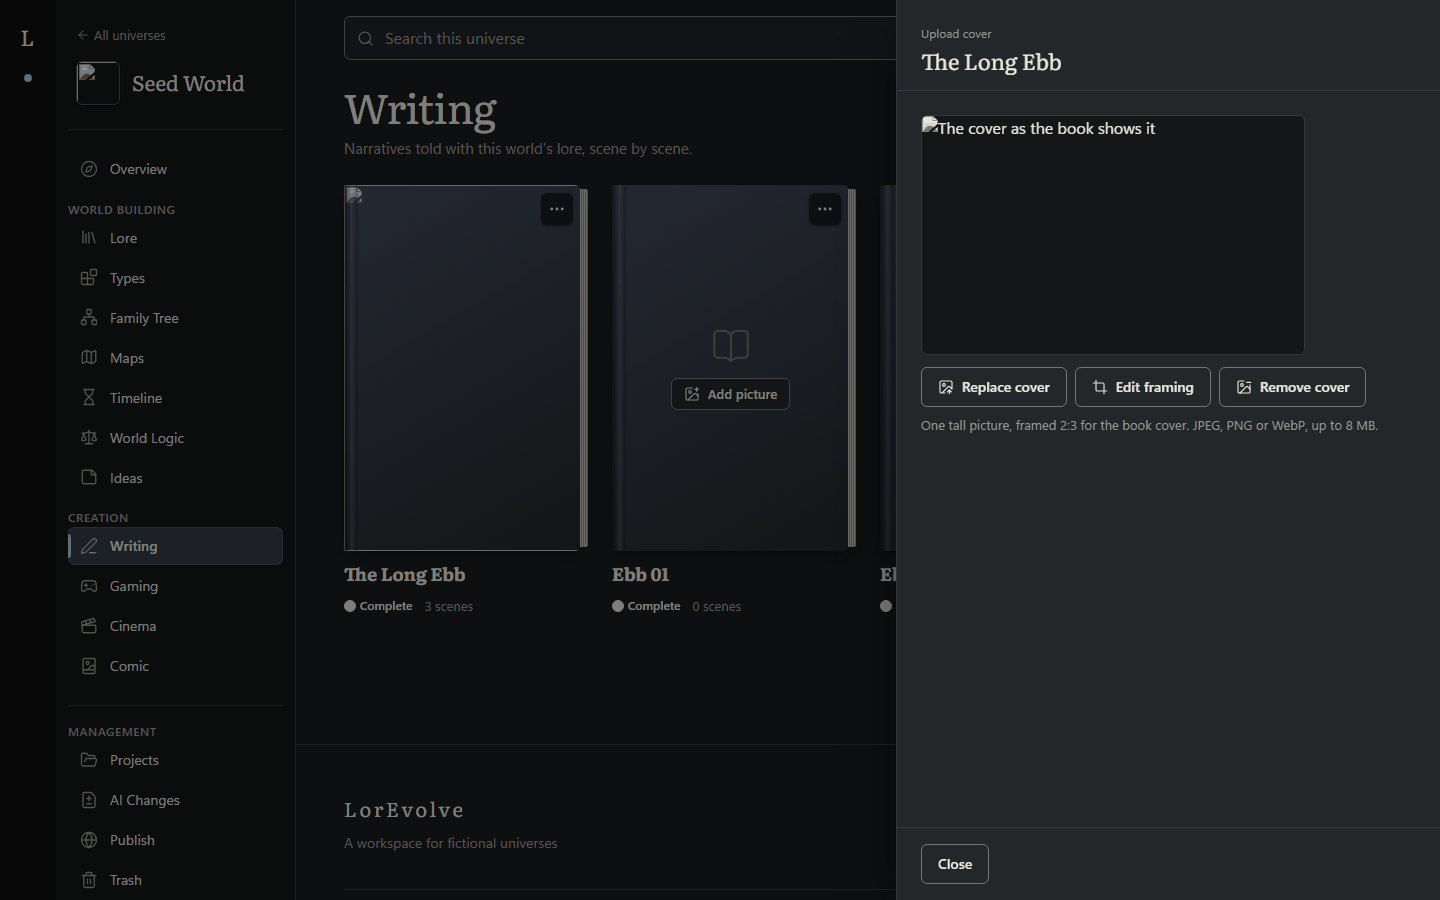 L
All universes
Seed World
Overview
WORLD BUILDING
Lore
Types
Family Tree
Maps
Timeline
World Logic
Ideas
CREATION
Writing
Gaming
Cinema
Comic
MANAGEMENT
Projects
AI Changes
Publish
Trash
Search this universe
Writing
Narratives told with this world's lore, scene by scene.
Add picture
The Long Ebb
Complete 3 scenes
Ebb 01
Complete 0 scenes
LorEvolve
A workspace for fictional universes
Upload cover
The Long Ebb
The cover as the book shows it
Replace cover
Edit framing
Remove cover
One tall picture, framed 2:3 for the book cover. JPEG, PNG or WebP, up to 8 MB.
Close